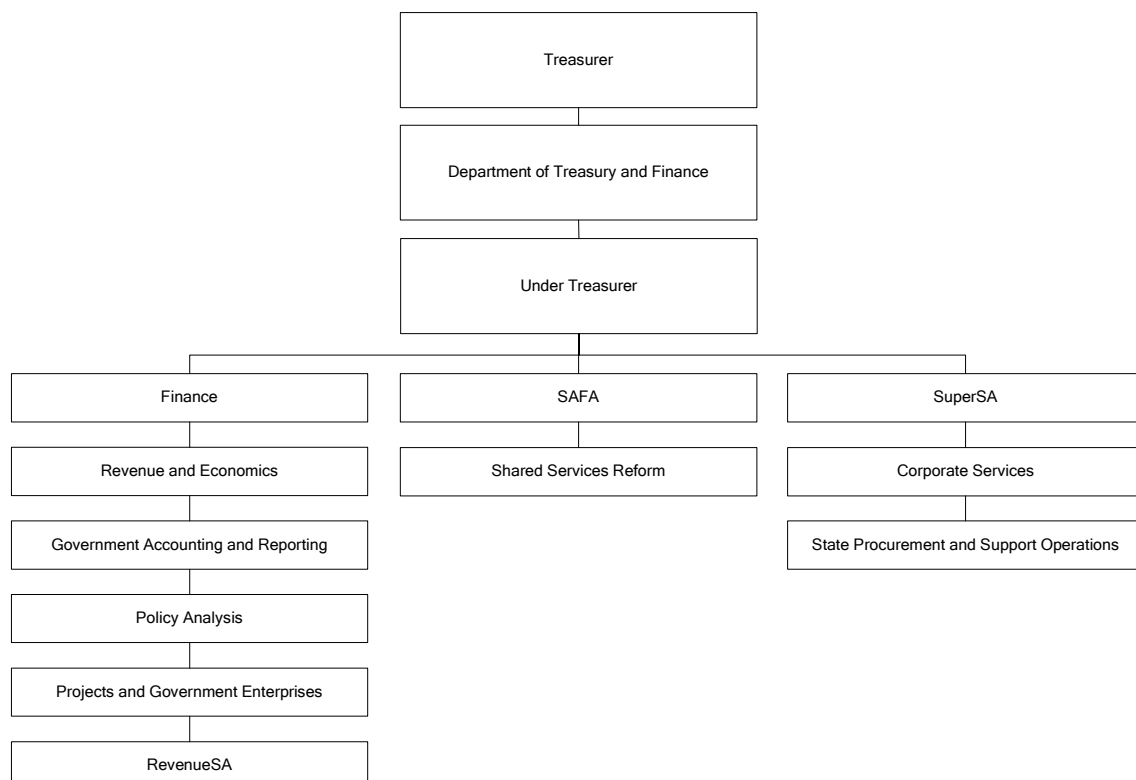 Treasurer
Department of Treasury and Finance
Under Treasurer
Finance
SAFA
SuperSA
Revenue and Economics
Shared Services Reform
Corporate Services
Government Accounting and Reporting
State Procurement and Support Operations
Policy Analysis
Projects and Government Enterprises
RevenueSA